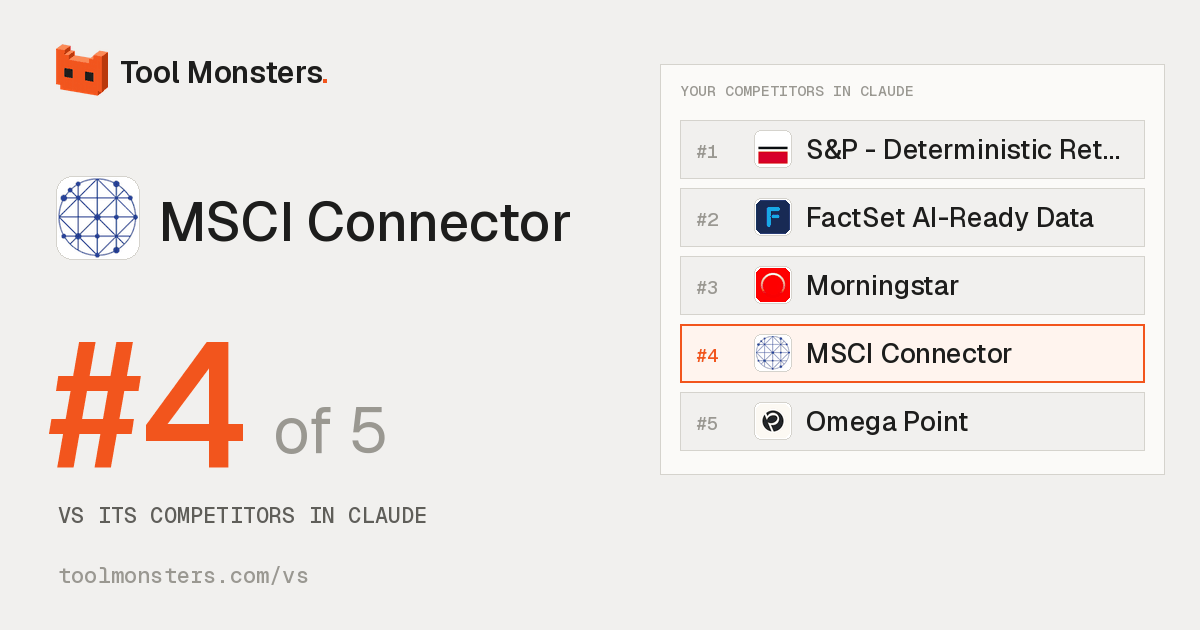 Tool Monsters.
MSCI Connector
#4 of 5
VS ITS COMPETITORS IN CLAUDE
toolmonsters.com/vs
YOUR COMPETITORS IN CLAUDE
#1 S&P - Deterministic Ret...
#2 FactSet AI-Ready Data
#3 Morningstar
#4 MSCI Connector
#5 Omega Point